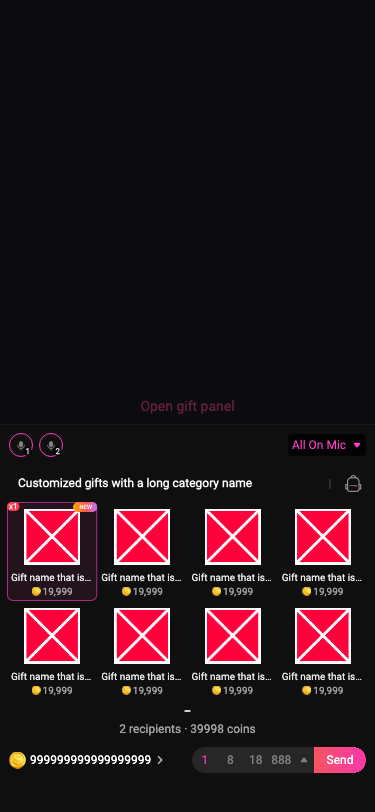 Open gift panel
1 2 All On Mic
Customized gifts with a long category name
x1 NEW
Gift name that is... Gift name that is... Gift name that is... Gift name that is...
19,999 19,999 19,999 19,999
Gift name that is... Gift name that is... Gift name that is... Gift name that is...
19,999 19,999 19,999 19,999
2 recipients · 39998 coins
999999999999999999 1 8 18 888 Send